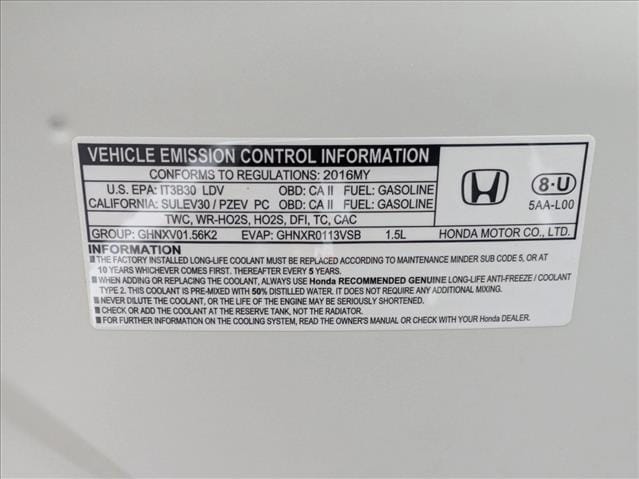 VEHICLE EMISSION CONTROL INFORMATION
CONFORMS TO REGULATIONS: 2016MY
U.S. EPA: IT3B30 LDV OBD: CA II FUEL: GASOLINE
CALIFORNIA: SULEV30 / PZEV PC OBD: CA II FUEL: GASOLINE
TWC, WR-HO2S, HO2S, DFI, TC, CAC
GROUP: GHNXV01.56K2 EVAP: GHNXR0113VSB 1.5L HONDA MOTOR CO., LTD.
8-U
5AA-L00
INFORMATION
■ THE FACTORY INSTALLED LONG-LIFE COOLANT MUST BE REPLACED ACCORDING TO MAINTENANCE MINDER SUB CODE 5, OR AT
10 YEARS WHICHEVER COMES FIRST. THEREAFTER EVERY 5 YEARS.
■ WHEN ADDING OR REPLACING THE COOLANT, ALWAYS USE Honda RECOMMENDED GENUINE LONG-LIFE ANTI-FREEZE / COOLANT
TYPE 2. THIS COOLANT IS PRE-MIXED WITH 50% DISTILLED WATER AND DOES NOT REQUIRE ANY ADDITIONAL MIXING.
■ NEVER DILUTE THE COOLANT, OR THE LIFE OF THE ENGINE MAY BE SERIOUSLY SHORTENED.
■ CHECK OR ADD COOLANT AT THE RESERVE TANK, NOT THE RADIATOR.
■ FOR FURTHER INFORMATION ON THE COOLING SYSTEM, READ THE OWNER'S MANUAL OR CHECK WITH YOUR Honda DEALER.